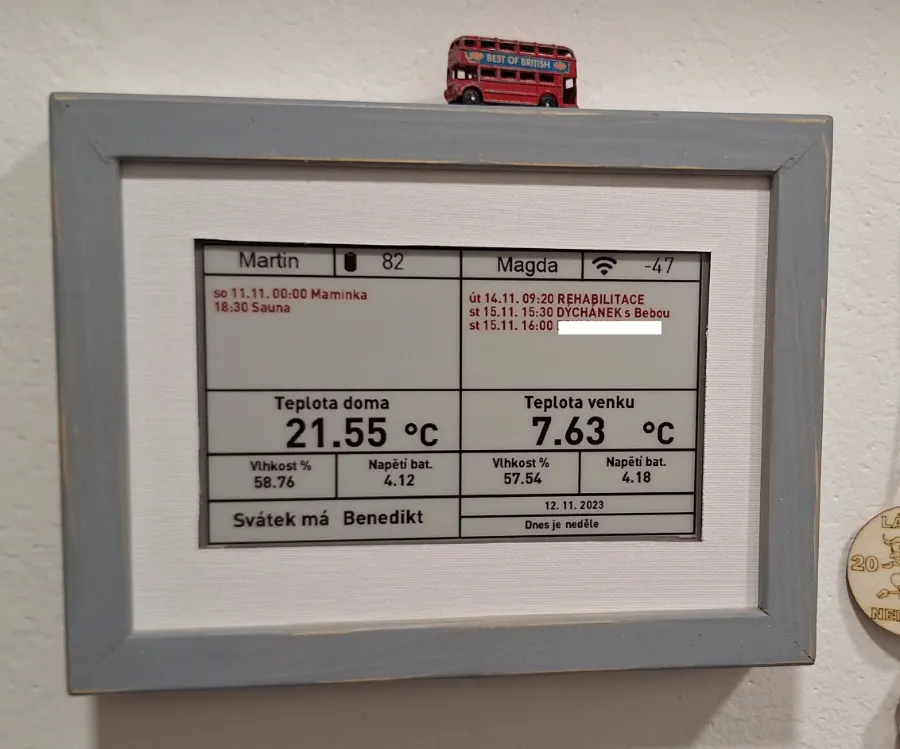 BEST OF BRITISH
Martin 82 Magda -47
so 11.11. 00:00 Maminka
18:30 Sauna
út 14.11. 09:20 REHABILITACE
st 15.11. 15:30 DÝCHÁNEK s Bebou
st 15.11. 16:00
Teplota doma
21.55 °C
Teplota venku
7.63 °C
Vlhkost %
58.76
Napětí bat.
4.12
Vlhkost %
57.54
Napětí bat.
4.18
Svátek má Benedikt
12. 11. 2023
Dnes je neděle
20